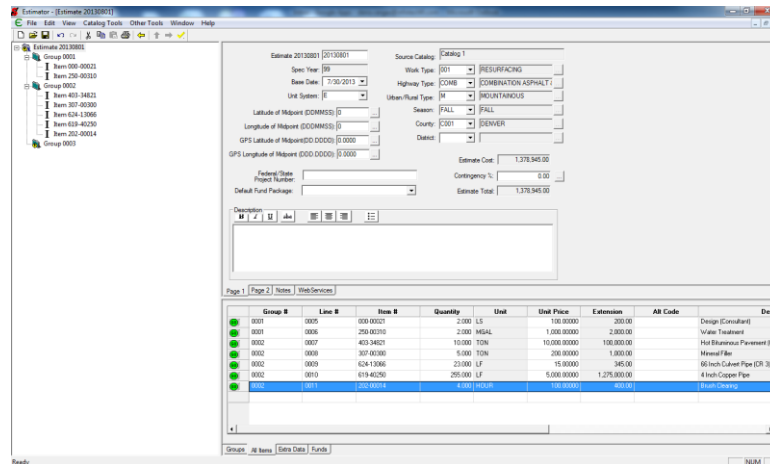 Estimator - [Estimate 20130801]
File Edit View Catalog Tools Other Tools Window Help
Estimate 20130801
Group 0001
Item 000-00021
Item 250-00310
Group 0002
Item 403-34821
Item 307-00300
Item 624-13066
Item 619-40250
Item 202-00014
Group 0003
Estimate 20130801 20130801
Source Catalog: Catalog 1
Spec Year: 99
Work Type: 001 RESURFACING
Base Date: 7/30/2013
Highway Type: COMB COMBINATION ASPHALT
Unit System: E
Urban/Rural Type: M MOUNTAINOUS
Latitude of Midpoint (DDMMSS): 0
Season: FALL FALL
Longitude of Midpoint (DDMMSS): 0
County: C001 DENVER
GPS Latitude of Midpoint(DD.DDDD): 0.0000
District:
GPS Longitude of Midpoint (DDD.DDDD): 0.0000
Estimate Cost: 1,378,945.00
Federal/State Project Number:
Contingency %: 0.00
Default Fund Package:
Estimate Total: 1,378,945.00
Description
B I U abc
Page 1 Page 2 Notes WebServices
Group # Line # Item # Quantity Unit Unit Price Extension Alt Code De
0001 0005 000-00021 2.000 LS 100.00000 200.00 Design (Consultant)
0001 0006 250-00310 2.000 MGAL 1,000.00000 2,000.00 Water Treatment
0002 0007 403-34821 10.000 TON 10,000.00000 100,000.00 Hot Bituminous Pavement (
0002 0008 307-00300 5.000 TON 200.00000 1,000.00 Mineral Filler
0002 0009 624-13066 23.000 LF 15.00000 345.00 66 Inch Culvert Pipe (CR 3)
0002 0010 619-40250 255.000 LF 5,000.00000 1,275,000.00 4 Inch Copper Pipe
0002 0011 202-00014 4.000 HOUR 100.00000 400.00 Brush Clearing
Groups All Items Extra Data Funds
Ready
NUM